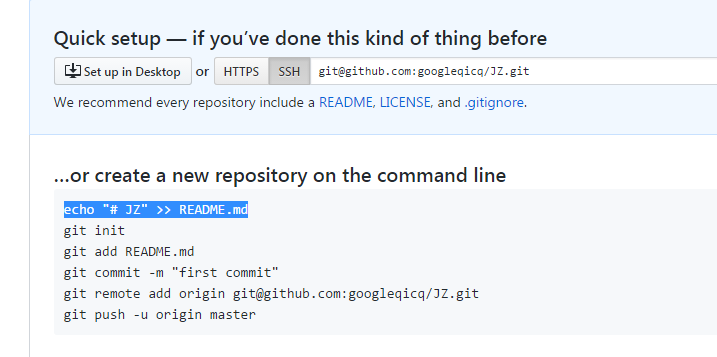 Quick setup — if you’ve done this kind of thing before
Set up in Desktop or HTTPS SSH git@github.com:googleqicq/JZ.git
We recommend every repository include a README, LICENSE, and .gitignore.
…or create a new repository on the command line
echo "# JZ" >> README.md
git init
git add README.md
git commit -m "first commit"
git remote add origin git@github.com:googleqicq/JZ.git
git push -u origin master